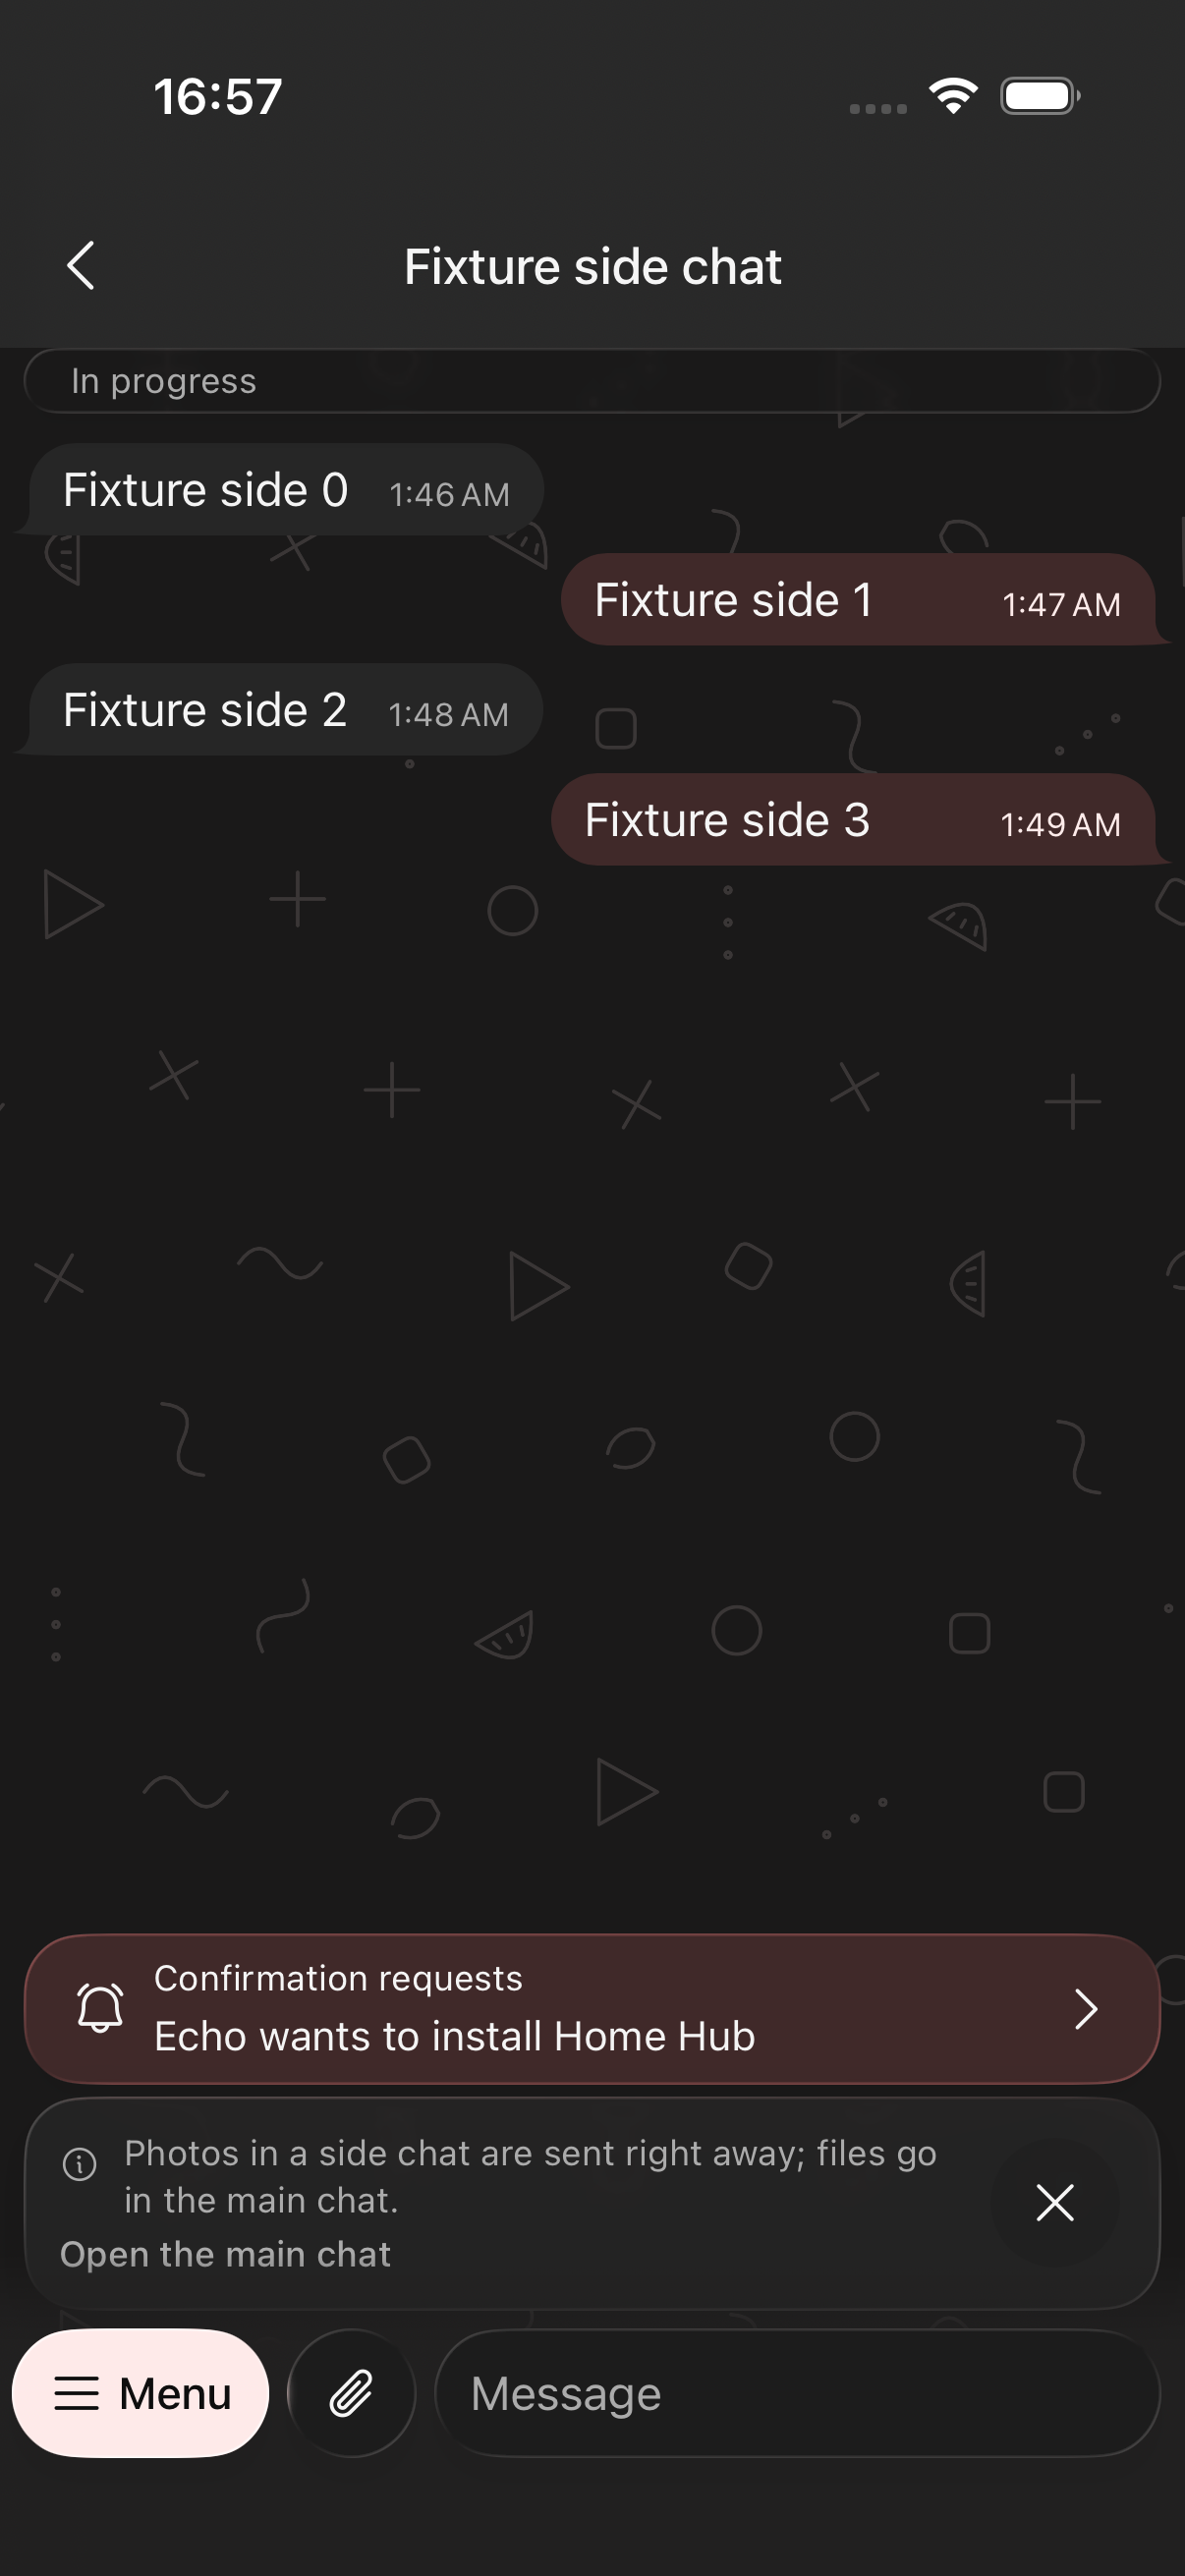 16:57
Fixture side chat
In progress
Fixture side 0 1:46 AM
Fixture side 1 1:47 AM
Fixture side 2 1:48 AM
Fixture side 3 1:49 AM
Confirmation requests
Echo wants to install Home Hub
Photos in a side chat are sent right away; files go
in the main chat.
Open the main chat
Menu
Message